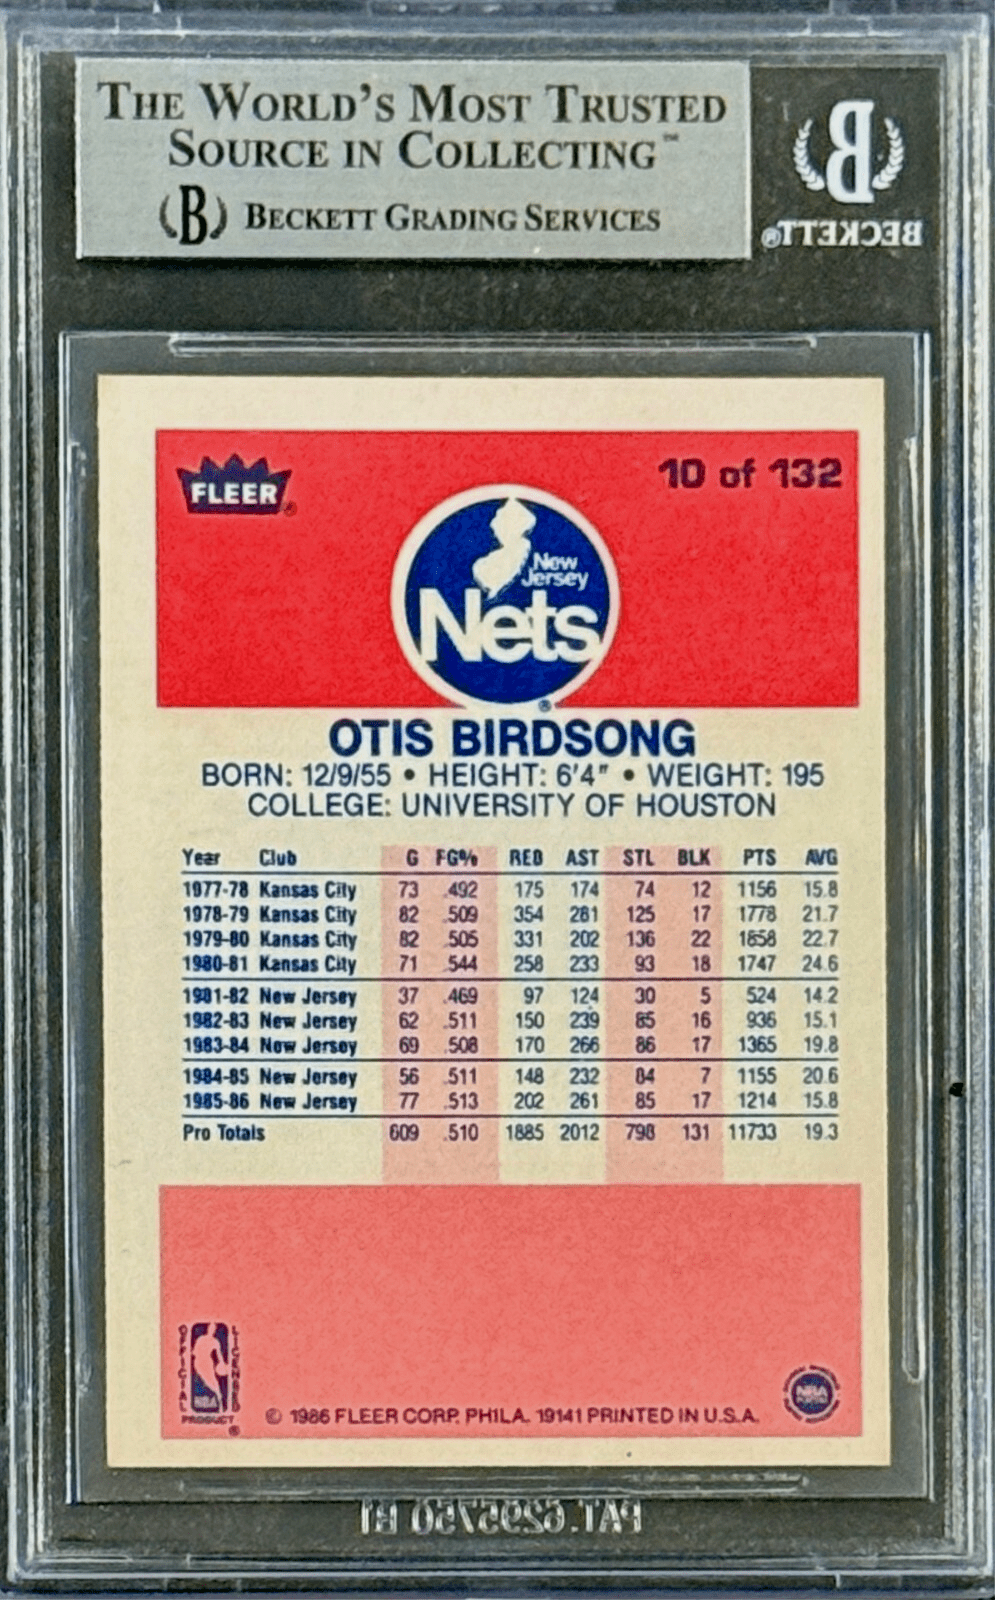 THE WORLD'S MOST TRUSTED
SOURCE IN COLLECTING™
B BECKETT GRADING SERVICES
B
BECKETT®
FLEER®
10 of 132
New
Jersey
Nets
®
OTIS BIRDSONG
BORN: 12/9/55 • HEIGHT: 6'4" • WEIGHT: 195
COLLEGE: UNIVERSITY OF HOUSTON
Year Club G FG% REB AST STL BLK PTS AVG
1977-78 Kansas City 73 .492 175 174 74 12 1156 15.8
1978-79 Kansas City 82 .509 354 281 125 17 1778 21.7
1979-80 Kansas City 82 .505 331 202 136 22 1858 22.7
1980-81 Kansas City 71 .544 258 233 93 18 1747 24.6
1981-82 New Jersey 37 .469 97 124 30 5 524 14.2
1982-83 New Jersey 62 .511 150 239 85 16 936 15.1
1983-84 New Jersey 69 .508 170 266 86 17 1365 19.8
1984-85 New Jersey 56 .511 148 232 84 7 1155 20.6
1985-86 New Jersey 77 .513 202 261 85 17 1214 15.8
Pro Totals 609 .510 1885 2012 798 131 11733 19.3
OFFICIAL LICENSED
NBA
PRODUCT
®
© 1986 FLEER CORP. PHILA. 19141 PRINTED IN U.S.A.
NBA
PAT. 6295750 B1